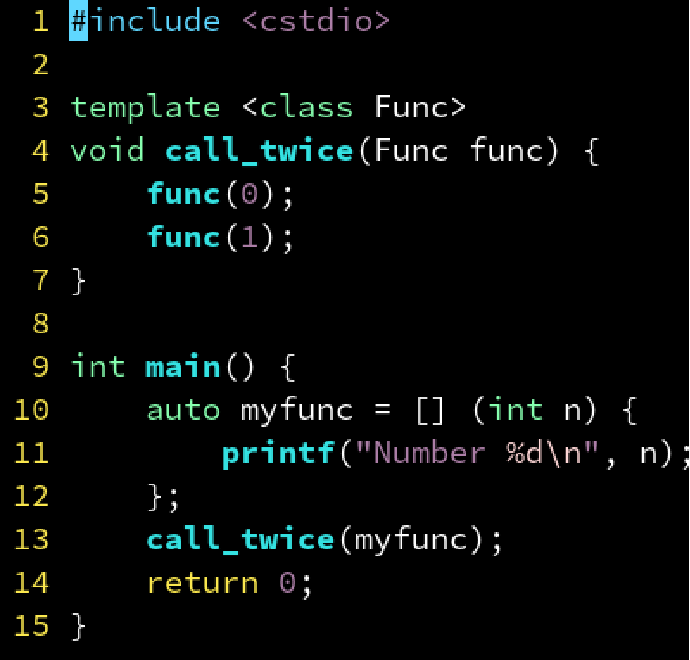 1 #include <cstdio>
2
3 template <class Func>
4 void call_twice(Func func) {
5     func(0);
6     func(1);
7 }
8
9 int main() {
10     auto myfunc = [] (int n) {
11         printf("Number %d\n", n);
12     };
13     call_twice(myfunc);
14     return 0;
15 }